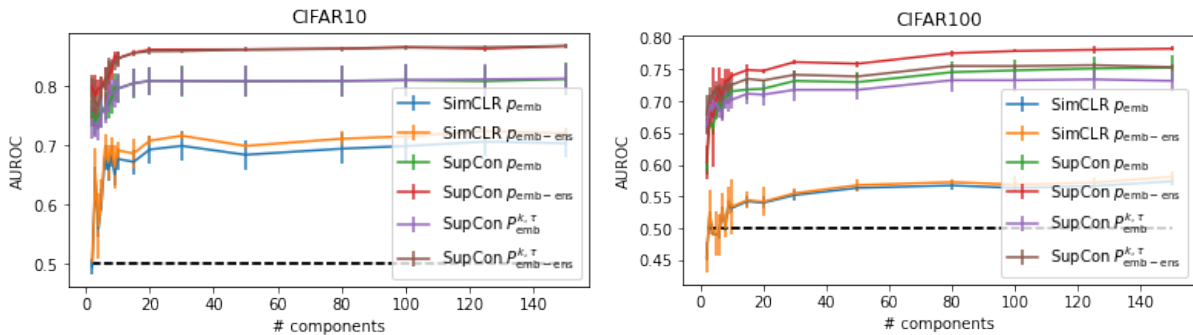 CIFAR10
AUROC
0.8
0.7
0.6
0.5
0 20 40 60 80 100 120 140
# components
SimCLR p_emb
SimCLR p_emb−ens
SupCon p_emb
SupCon p_emb−ens
SupCon P_emb^k,τ
SupCon P_emb−ens^k,τ
CIFAR100
AUROC
0.80
0.75
0.70
0.65
0.60
0.55
0.50
0.45
0 20 40 60 80 100 120 140
# components
SimCLR p_emb
SimCLR p_emb−ens
SupCon p_emb
SupCon p_emb−ens
SupCon P_emb^k,τ
SupCon P_emb−ens^k,τ